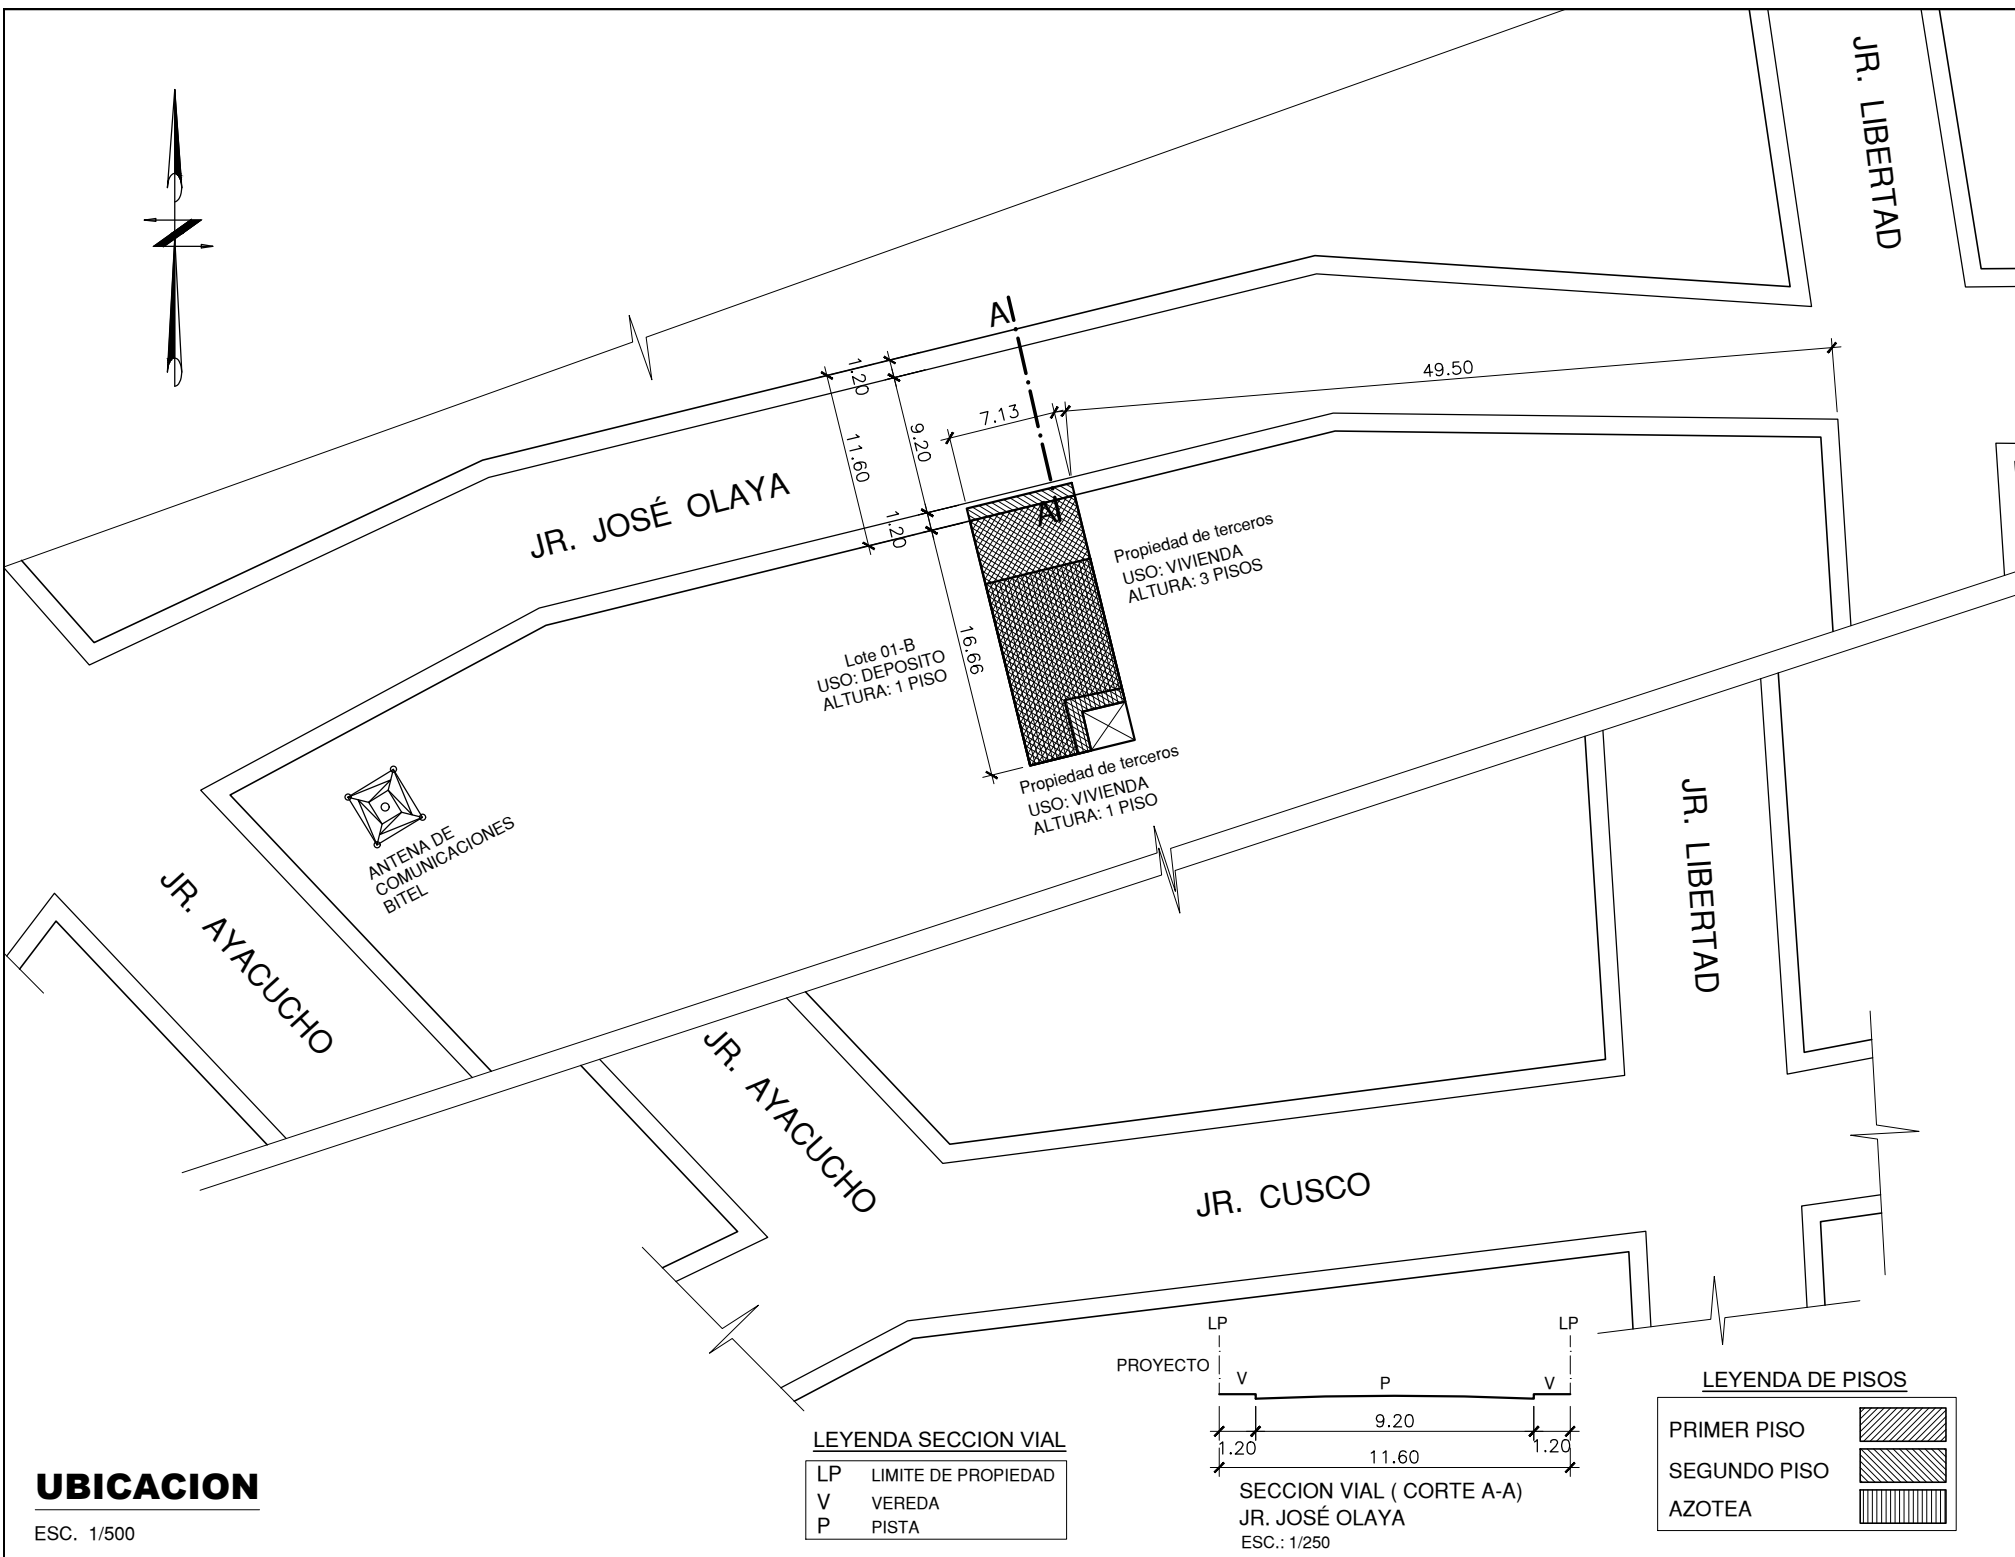 JR. LIBERTAD
A
49.50
1.20
7.13
9.20
11.60
JR. JOSÉ OLAYA
1.20
A
Propiedad de terceros
USO: VIVIENDA
ALTURA: 3 PISOS
16.66
Lote 01-B
USO: DEPOSITO
ALTURA: 1 PISO
Propiedad de terceros
USO: VIVIENDA
ALTURA: 1 PISO
ANTENA DE
COMUNICACIONES
BITEL
JR. LIBERTAD
JR. AYACUCHO
JR. AYACUCHO
JR. CUSCO
LP
LP
PROYECTO
V
P
V
9.20
1.20
1.20
11.60
SECCION VIAL ( CORTE A-A)
JR. JOSÉ OLAYA
ESC.: 1/250
LEYENDA DE PISOS
PRIMER PISO
SEGUNDO PISO
AZOTEA
LEYENDA SECCION VIAL
LP LIMITE DE PROPIEDAD
V VEREDA
P PISTA
UBICACION
ESC. 1/500